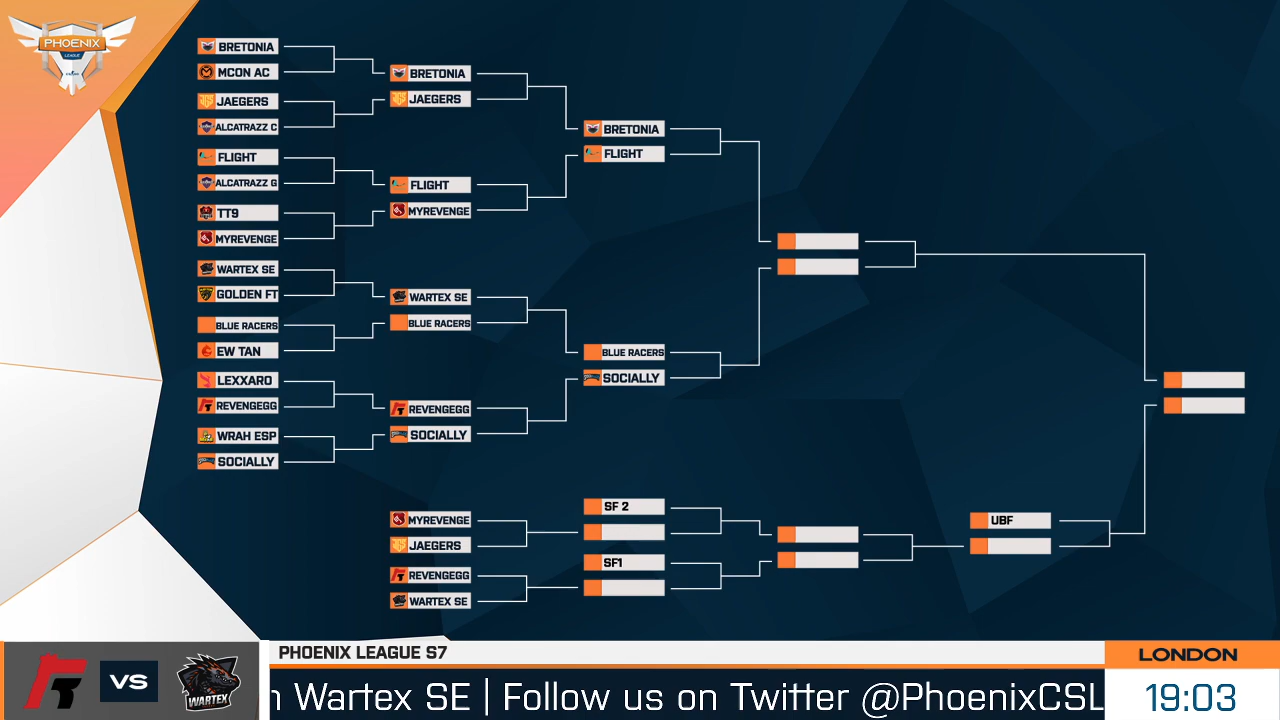 PHOENIX
LEAGUE
BRETONIA
MCON AC
JAEGERS
ALCATRAZZ C
FLIGHT
ALCATRAZZ G
TT9
MYREVENGE
WARTEX SE
GOLDEN FT
BLUE RACERS
EW TAN
LEXXARO
REVENGEGG
WRAH ESP
SOCIALLY
BRETONIA
JAEGERS
FLIGHT
MYREVENGE
WARTEX SE
BLUE RACERS
REVENGEGG
SOCIALLY
MYREVENGE
JAEGERS
REVENGEGG
WARTEX SE
BRETONIA
FLIGHT
BLUE RACERS
SOCIALLY
SF 2
SF1
UBF
VS
WARTEX
PHOENIX LEAGUE S7
n Wartex SE | Follow us on Twitter @PhoenixCSL
LONDON
19:03